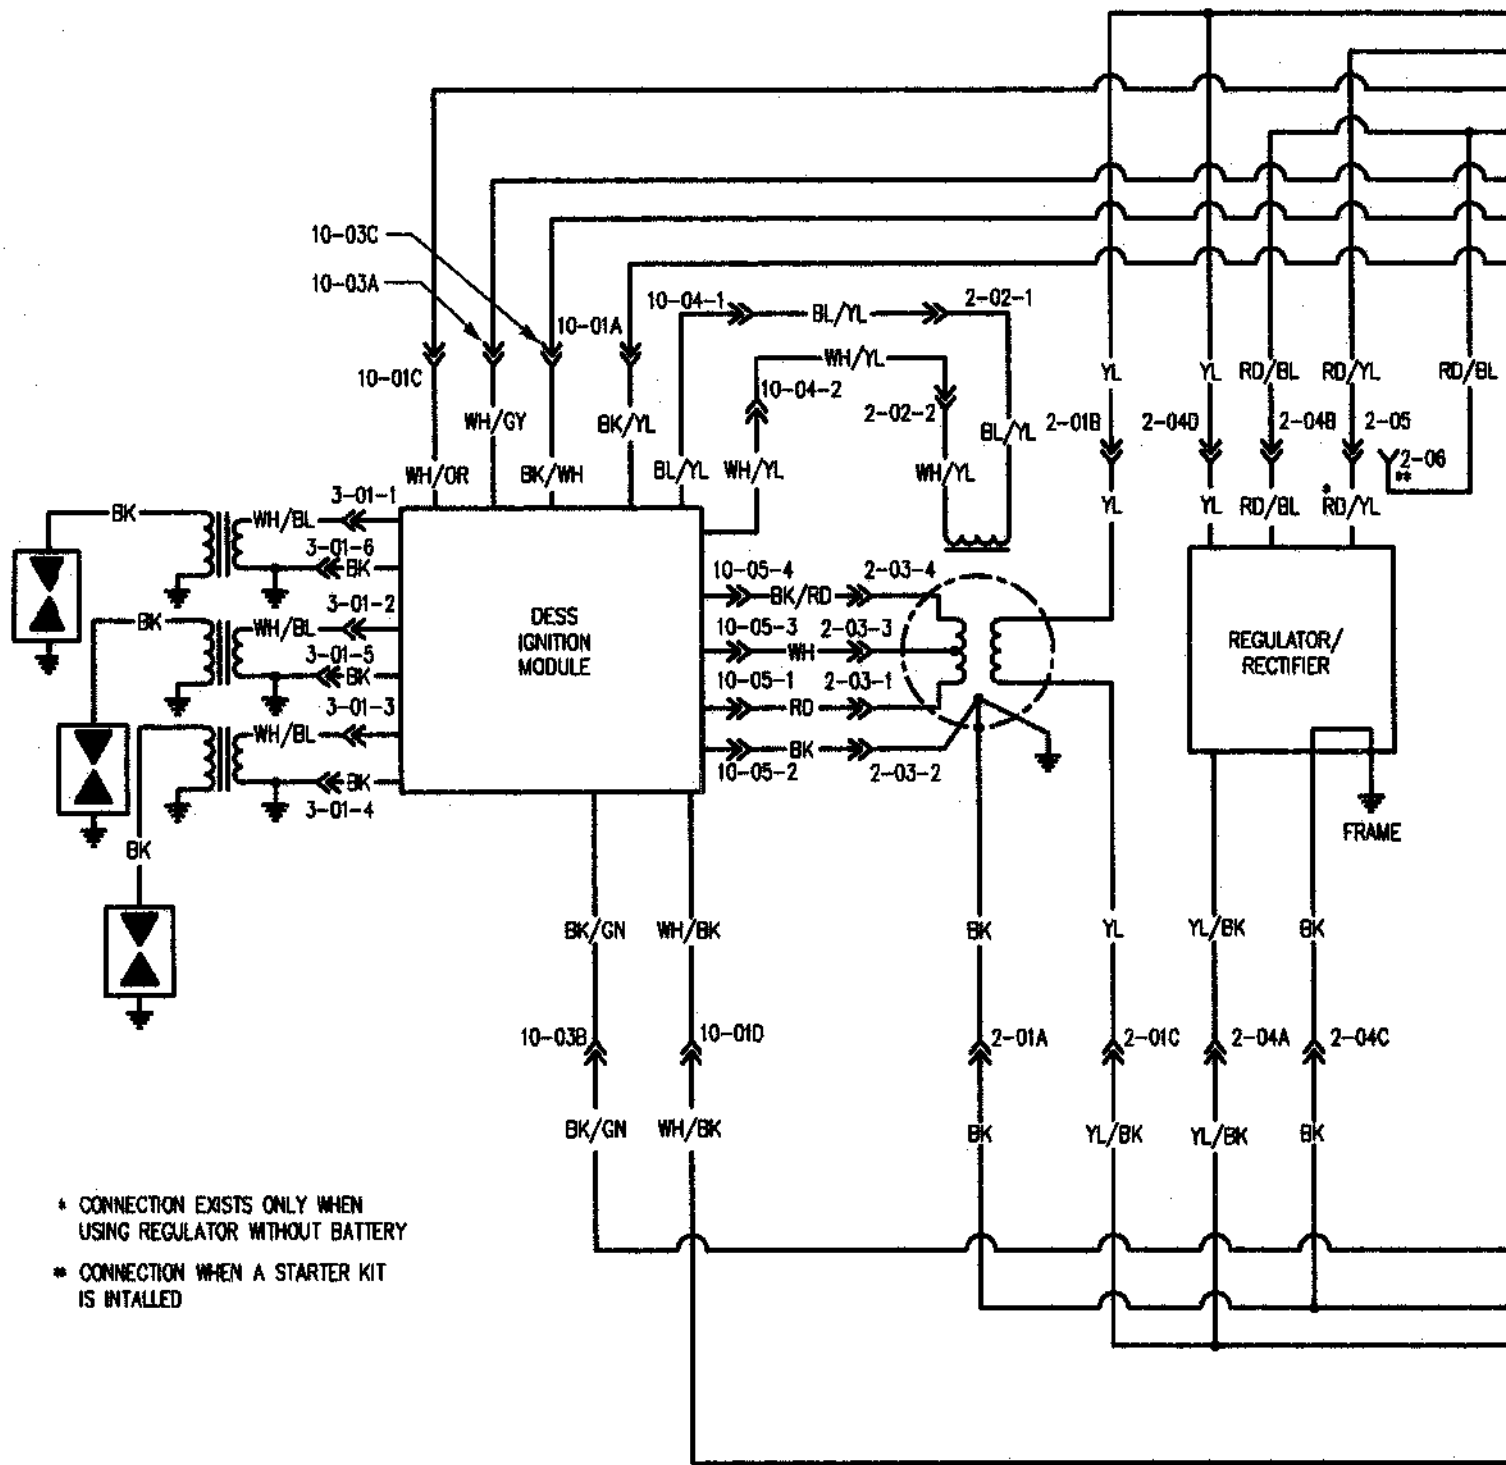 10-03C
10-03A
10-01A
10-04-1
2-02-1
BL/YL
WH/YL
10-01C
10-04-2
2-02-2
YL
YL
RD/BL
RD/YL
RD/BL
WH/GY
BK/YL
BL/YL
2-01B
2-04D
2-04B
2-05
2-06
**
WH/OR
BK/WH
BL/YL
WH/YL
WH/YL
YL
YL
RD/BL
*
RD/YL
3-01-1
BK
WH/BL
3-01-6
BK
3-01-2
BK
WH/BL
3-01-5
BK
3-01-3
WH/BL
BK
3-01-4
BK
DESS
IGNITION
MODULE
10-05-4
2-03-4
BK/RD
10-05-3
2-03-3
WH
10-05-1
2-03-1
RD
BK
10-05-2
2-03-2
REGULATOR/
RECTIFIER
FRAME
BK/GN
WH/BK
BK
YL
YL/BK
BK
10-03B
10-01D
2-01A
2-01C
2-04A
2-04C
BK/GN
WH/BK
BK
YL/BK
YL/BK
BK
* CONNECTION EXISTS ONLY WHEN
USING REGULATOR WITHOUT BATTERY
** CONNECTION WHEN A STARTER KIT
IS INTALLED